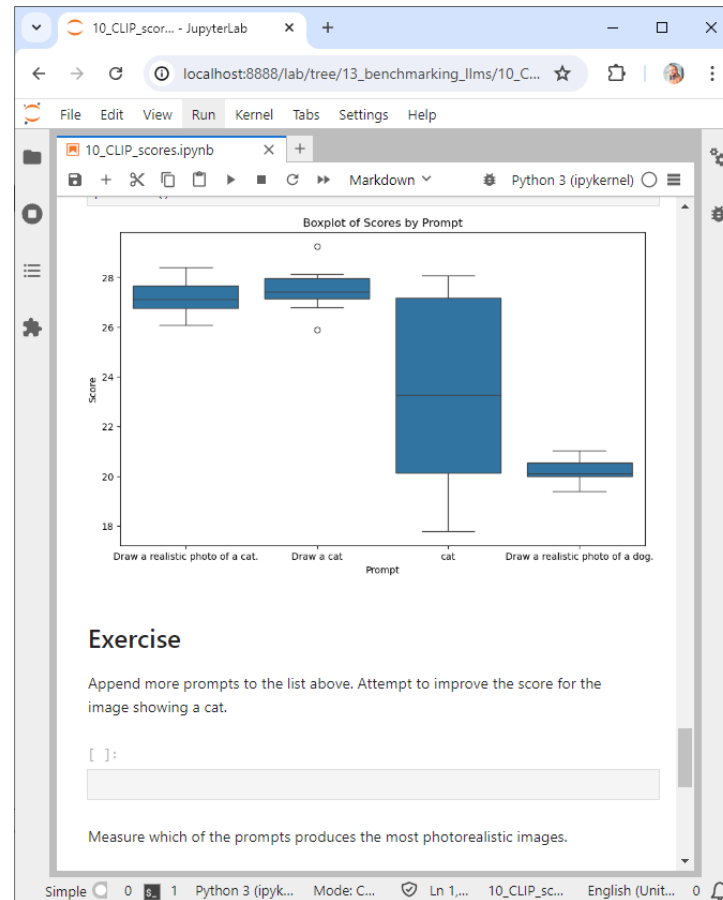 10_CLIP_scor... - JupyterLab
localhost:8888/lab/tree/13_benchmarking_llms/10_C...
File Edit View Run Kernel Tabs Settings Help
10_CLIP_scores.ipynb
Markdown
Python 3 (ipykernel)
Boxplot of Scores by Prompt
28
26
24
22
20
18
Score
Draw a realistic photo of a cat. Draw a cat cat Draw a realistic photo of a dog.
Prompt
Exercise
Append more prompts to the list above. Attempt to improve the score for the
image showing a cat.
[ ]:
Measure which of the prompts produces the most photorealistic images.
Simple 0 1 Python 3 (ipyk... Mode: C... Ln 1,... 10_CLIP_sc... English (Unit... 0